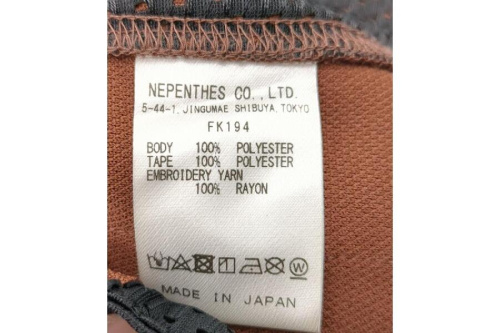 NEPENTHES CO.,LTD.
5-44-1,JINGUMAE SHIBUYA,TOKYO
FK194
BODY 100% POLYESTER
TAPE 100% POLYESTER
EMBROIDERY YARN
100% RAYON
W
MADE IN JAPAN